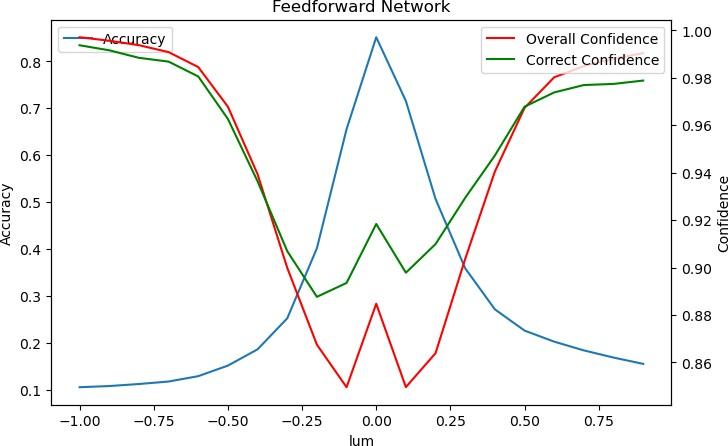 Feedforward Network
Accuracy
Overall Confidence
Correct Confidence
Accuracy
0.8
0.7
0.6
0.5
0.4
0.3
0.2
0.1
1.00
0.98
0.96
0.94
0.92
0.90
0.88
0.86
Confidence
−1.00 −0.75 −0.50 −0.25 0.00 0.25 0.50 0.75
lum